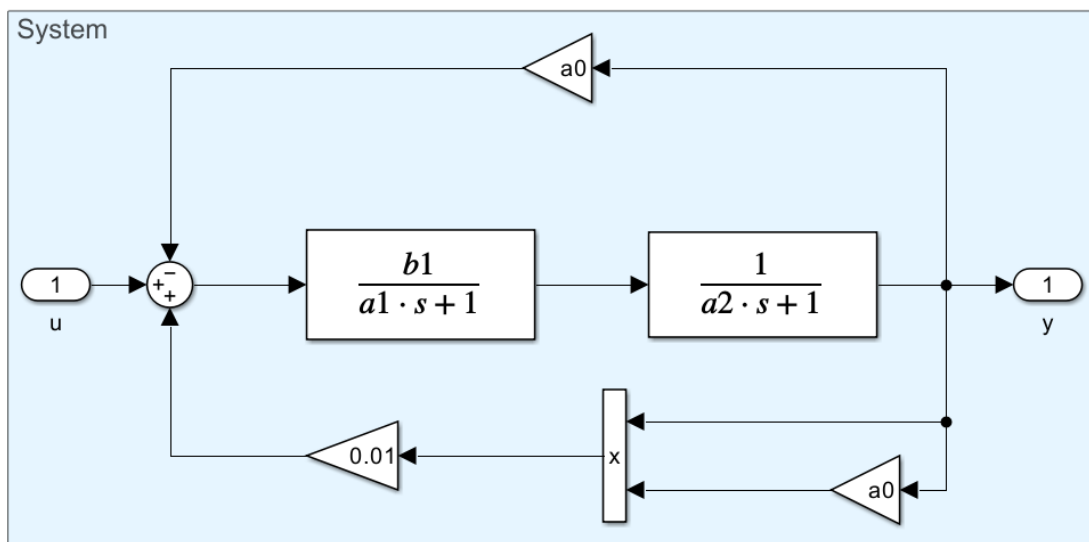 System
a0
1
u
−
+
+
b1
a1 · s + 1
1
a2 · s + 1
1
y
0.01
x
a0